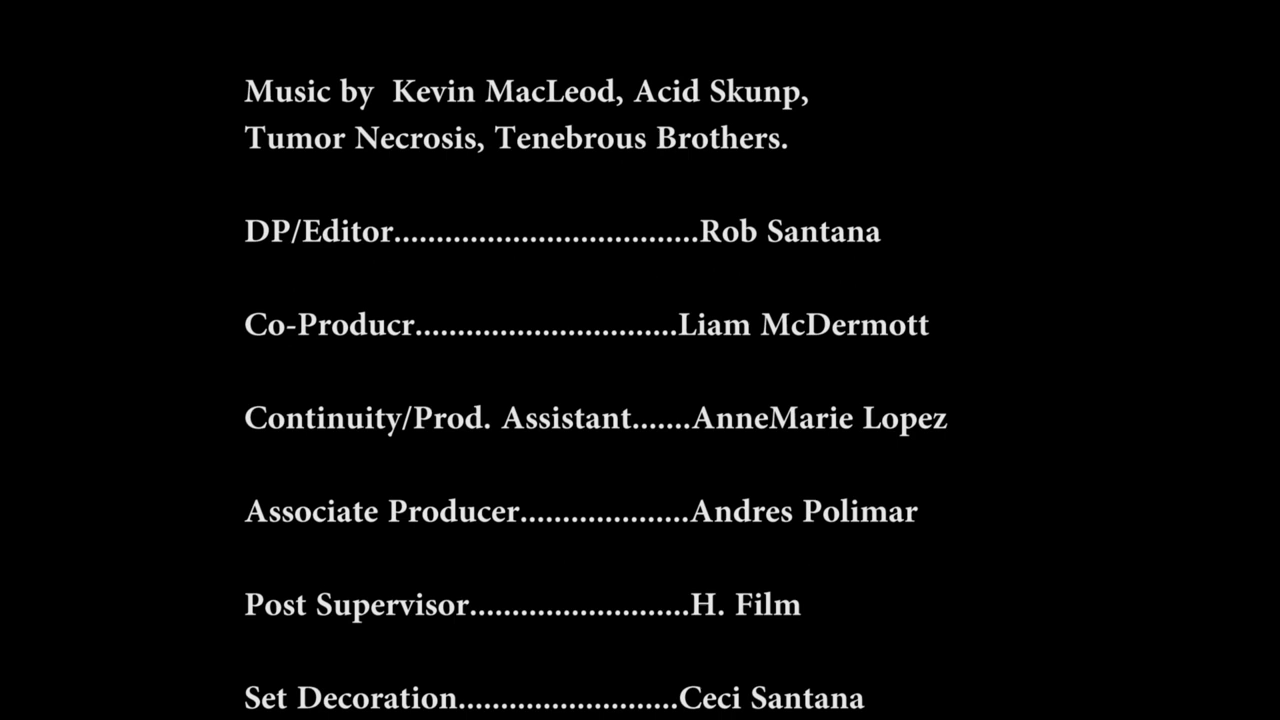 Music by  Kevin MacLeod, Acid Skunp,
Tumor Necrosis, Tenebrous Brothers.
DP/Editor....................................Rob Santana
Co-Producr...............................Liam McDermott
Continuity/Prod. Assistant.......AnneMarie Lopez
Associate Producer....................Andres Polimar
Post Supervisor..........................H. Film
Set Decoration..........................Ceci Santana